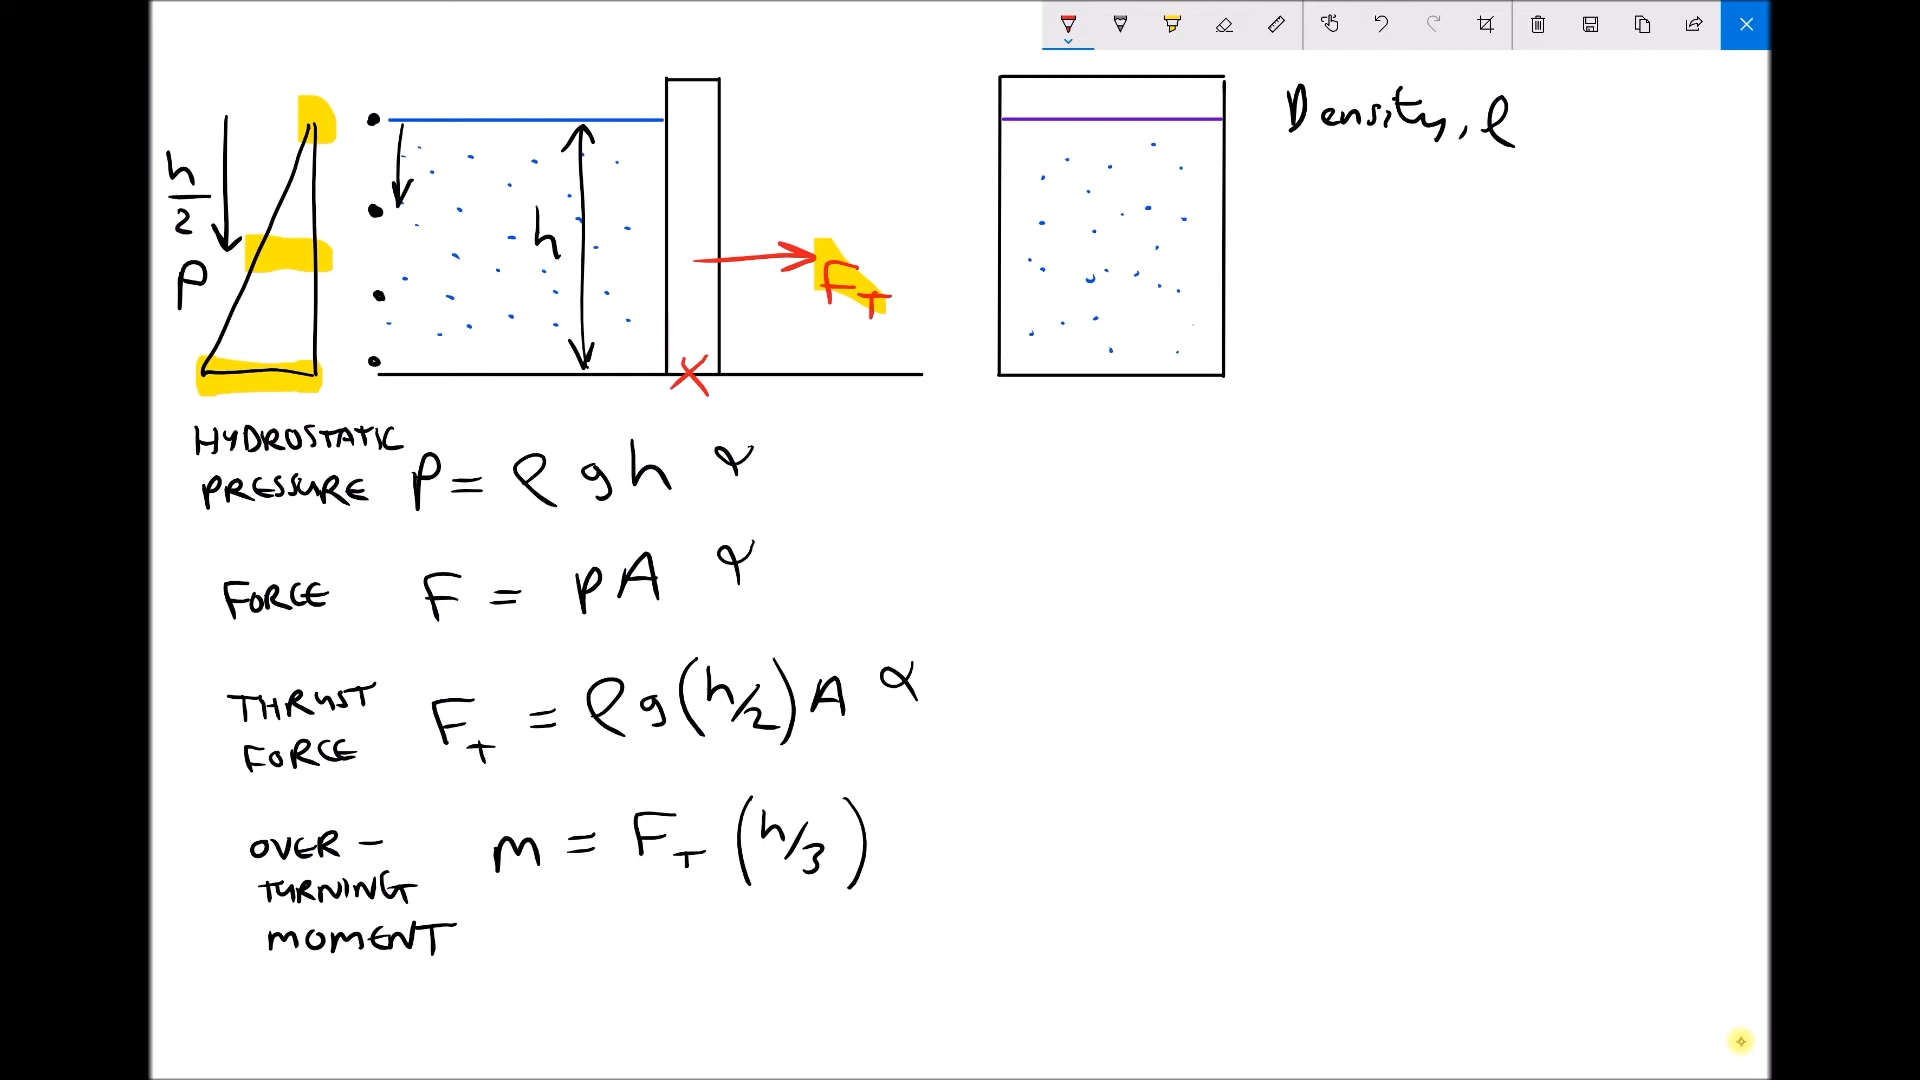 Density, ρ
h/2
h
P
F_T
HYDROSTATIC
PRESSURE P = ρgh α
FORCE F = PA α
THRUST
FORCE F_T = ρg(h/2)A α
OVER-
TURNING
MOMENT m = F_T (h/3)